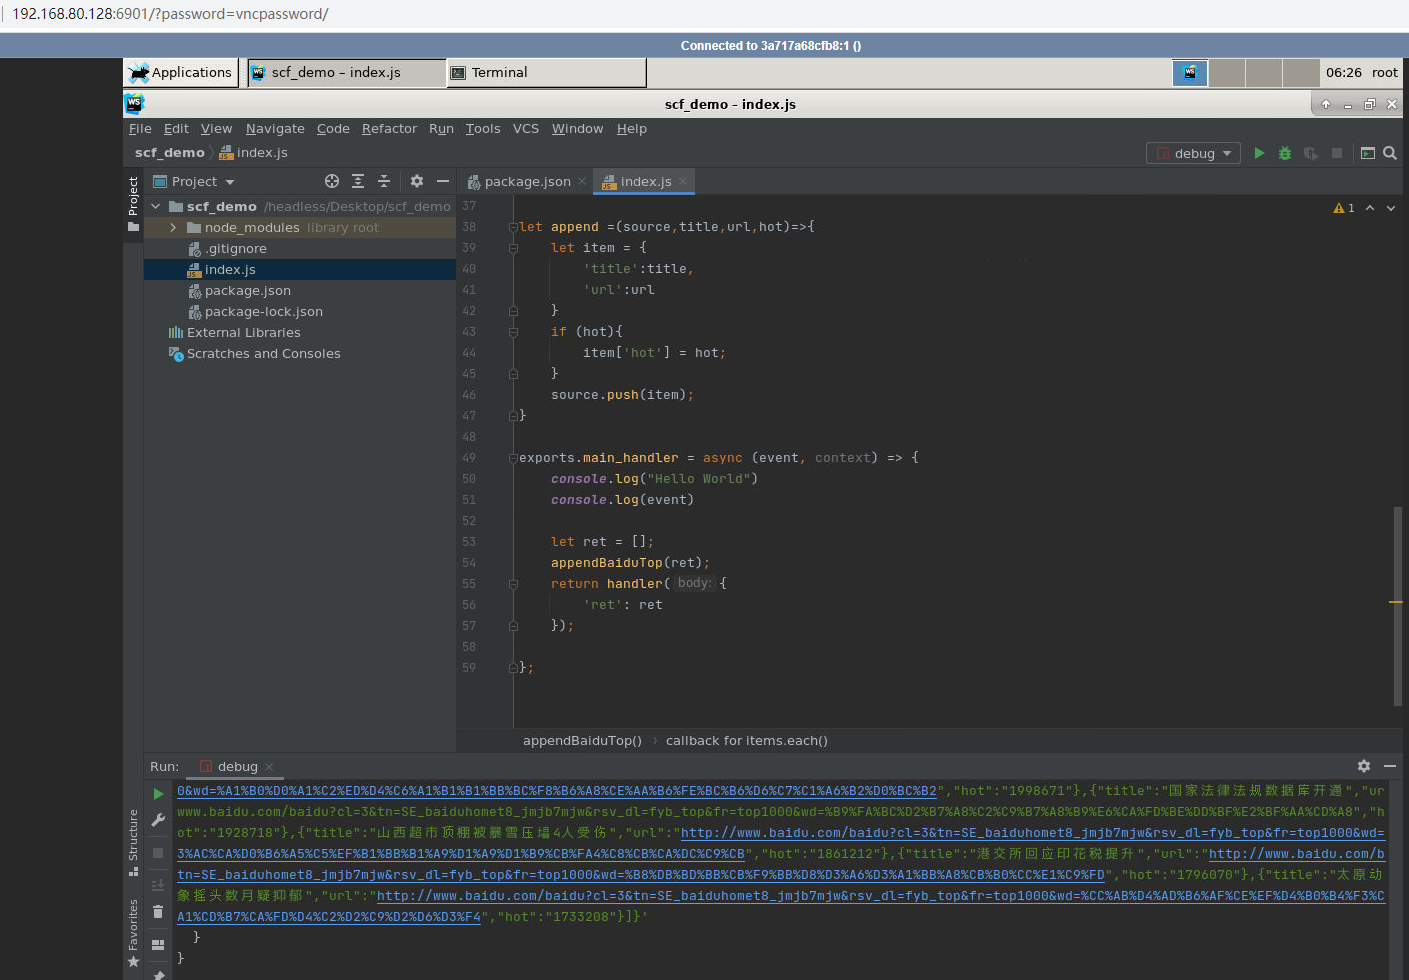 192.168.80.128:6901/?password=vncpassword/
Connected to 3a717a68cfb8:1 ()
Applications
scf_demo – index.js
Terminal
06:26 root
scf_demo – index.js
File Edit View Navigate Code Refactor Run Tools VCS Window Help
scf_demo index.js
debug
Project
Project
package.json
index.js
scf_demo /headless/Desktop/scf_demo
node_modules library root
.gitignore
index.js
package.json
package-lock.json
External Libraries
Scratches and Consoles
1
37
38 let append =(source,title,url,hot)=>{
39 let item = {
40 'title':title,
41 'url':url
42 }
43 if (hot){
44 item['hot'] = hot;
45 }
46 source.push(item);
47 }
48
49 exports.main_handler = async (event, context) => {
50 console.log("Hello World")
51 console.log(event)
52
53 let ret = [];
54 appendBaiduTop(ret);
55 return handler( body: {
56 'ret': ret
57 });
58
59 };
appendBaiduTop() › callback for items.each()
Run: debug
Structure
Favorites
0&wd=%A1%B0%D0%A1%C2%ED%D4%C6%A1%B1%B1%BB%BC%F8%B6%A8%CE%AA%B6%FE%BC%B6%D6%C7%C1%A6%B2%D0%BC%B2","hot":"1998671"},{"title":"国家法律法规数据库开通","ur
www.baidu.com/baidu?cl=3&tn=SE_baiduhomet8_jmjb7mjw&rsv_dl=fyb_top&fr=top1000&wd=%B9%FA%BC%D2%B7%A8%C2%C9%B7%A8%B9%E6%CA%FD%BE%DD%BF%E2%BF%AA%CD%A8","h
ot":"1928718"},{"title":"山西超市顶棚被暴雪压塌4人受伤","url":"http://www.baidu.com/baidu?cl=3&tn=SE_baiduhomet8_jmjb7mjw&rsv_dl=fyb_top&fr=top1000&wd=
3%AC%CA%D0%B6%A5%C5%EF%B1%BB%B1%A9%D1%A9%D1%B9%CB%FA4%C8%CB%CA%DC%C9%CB","hot":"1861212"},{"title":"港交所回应印花税提升","url":"http://www.baidu.com/b
tn=SE_baiduhomet8_jmjb7mjw&rsv_dl=fyb_top&fr=top1000&wd=%B8%DB%BD%BB%CB%F9%BB%D8%D3%A6%D3%A1%BB%A8%CB%B0%CC%E1%C9%FD","hot":"1796070"},{"title":"太原动
象摇头数月疑抑郁","url":"http://www.baidu.com/baidu?cl=3&tn=SE_baiduhomet8_jmjb7mjw&rsv_dl=fyb_top&fr=top1000&wd=%CC%AB%D4%AD%B6%AF%CE%EF%D4%B0%B4%F3%C
A1%CD%B7%CA%FD%D4%C2%D2%C9%D2%D6%D3%F4","hot":"1733208"}]}'
}
}